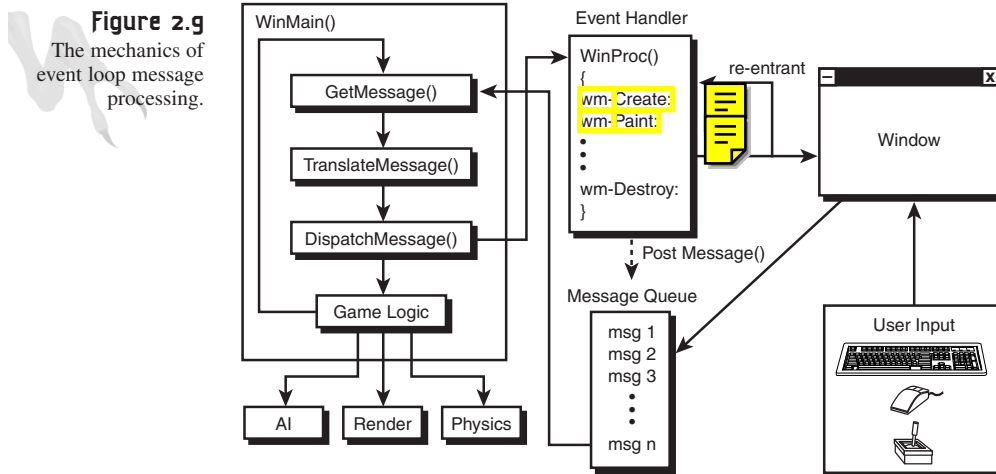 Figure 2.9
The mechanics of
event loop message
processing.
WinMain()
GetMessage()
TranslateMessage()
DispatchMessage()
Game Logic
AI
Render
Physics
Event Handler
WinProc()
{
wm-Create:
wm-Paint:
wm-Destroy:
}
re-entrant
Post Message()
Message Queue
msg 1
msg 2
msg 3
msg n
X
Window
User Input